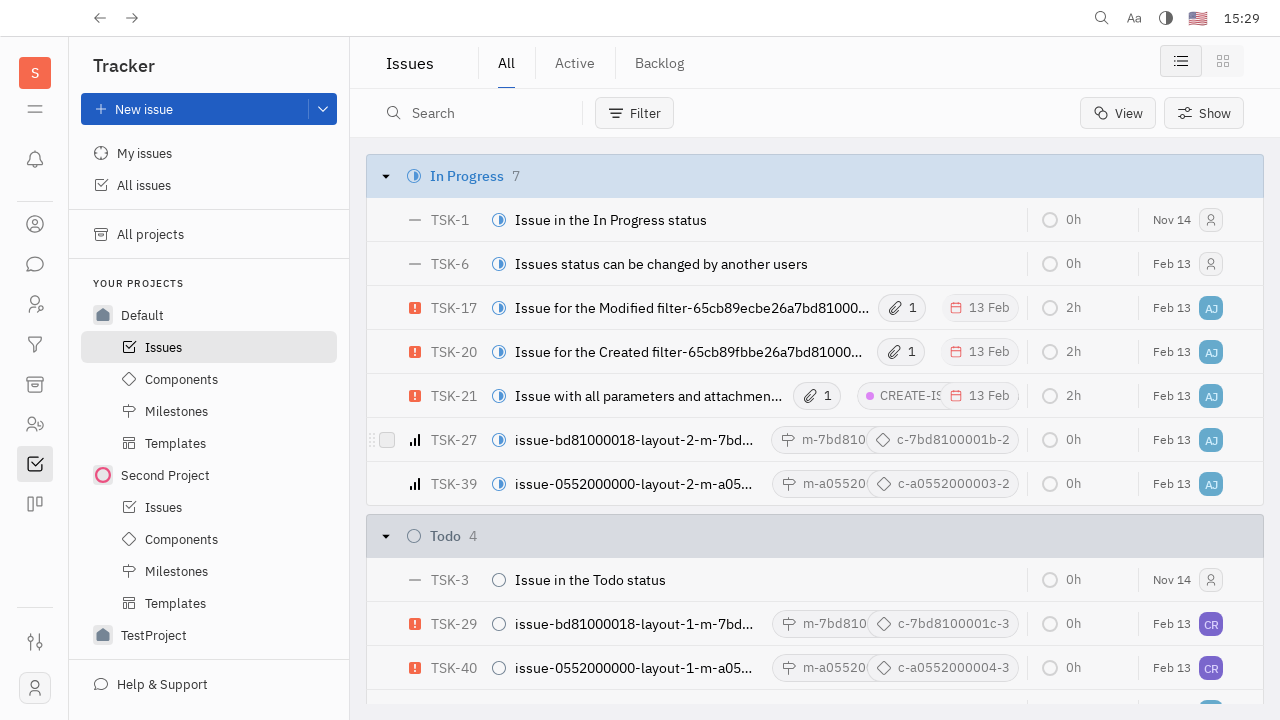 Aa
15:29
S
Tracker
New issue
My issues
All issues
All projects
YOUR PROJECTS
Default
Issues
Components
Milestones
Templates
Second Project
Issues
Components
Milestones
Templates
TestProject
Help & Support
Issues
All
Active
Backlog
Search
Filter
View
Show
In Progress 7
TSK-1 Issue in the In Progress status 0h Nov 14
TSK-6 Issues status can be changed by another users 0h Feb 13
TSK-17 Issue for the Modified filter-65cb89ecbe26a7bd81000... 1 13 Feb 2h Feb 13 AJ
TSK-20 Issue for the Created filter-65cb89fbbe26a7bd81000... 1 13 Feb 2h Feb 13 AJ
TSK-21 Issue with all parameters and attachmen... 1 CREATE-IS 13 Feb 2h Feb 13 AJ
TSK-27 issue-bd81000018-layout-2-m-7bd... m-7bd810 c-7bd8100001b-2 0h Feb 13 AJ
TSK-39 issue-0552000000-layout-2-m-a05... m-a05520 c-a0552000003-2 0h Feb 13 AJ
Todo 4
TSK-3 Issue in the Todo status 0h Nov 14
TSK-29 issue-bd81000018-layout-1-m-7bd... m-7bd810 c-7bd8100001c-3 0h Feb 13 CR
TSK-40 issue-0552000000-layout-1-m-a05... m-a05520 c-a0552000004-3 0h Feb 13 CR